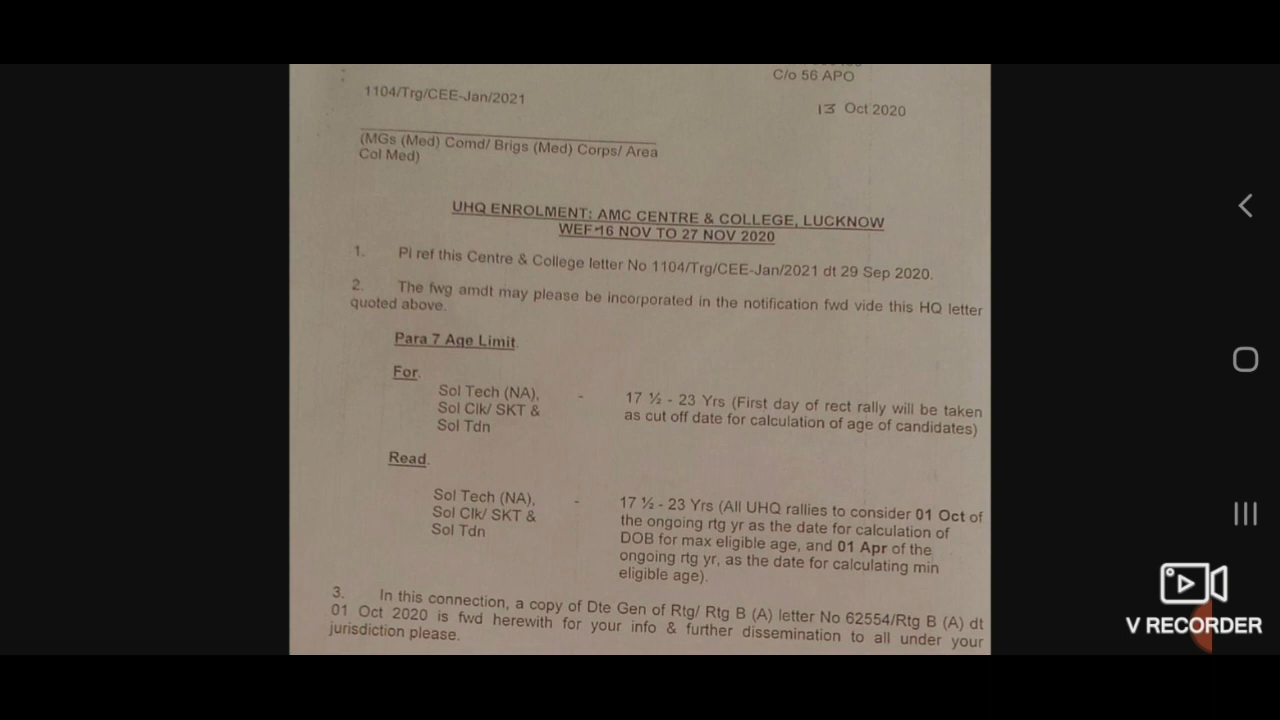 C/o 56 APO
1104/Trg/CEE-Jan/2021
13 Oct 2020
(MGs (Med) Comd/ Brigs (Med) Corps/ Area
Col Med)
UHQ ENROLMENT: AMC CENTRE & COLLEGE, LUCKNOW
WEF 16 NOV TO 27 NOV 2020
1. Pl ref this Centre & College letter No 1104/Trg/CEE-Jan/2021 dt 29 Sep 2020.
2. The fwg amdt may please be incorporated in the notification fwd vide this HQ letter
quoted above.
Para 7 Age Limit.
For.
Sol Tech (NA), - 17 ½ - 23 Yrs (First day of rect rally will be taken
Sol Clk/ SKT & as cut off date for calculation of age of candidates)
Sol Tdn
Read.
Sol Tech (NA), - 17 ½ - 23 Yrs (All UHQ rallies to consider 01 Oct of
Sol Clk/ SKT & the ongoing rtg yr as the date for calculation of
Sol Tdn DOB for max eligible age, and 01 Apr of the
ongoing rtg yr, as the date for calculating min
eligible age).
3. In this connection, a copy of Dte Gen of Rtg/ Rtg B (A) letter No 62554/Rtg B (A) dt
01 Oct 2020 is fwd herewith for your info & further dissemination to all under your
jurisdiction please.
V RECORDER